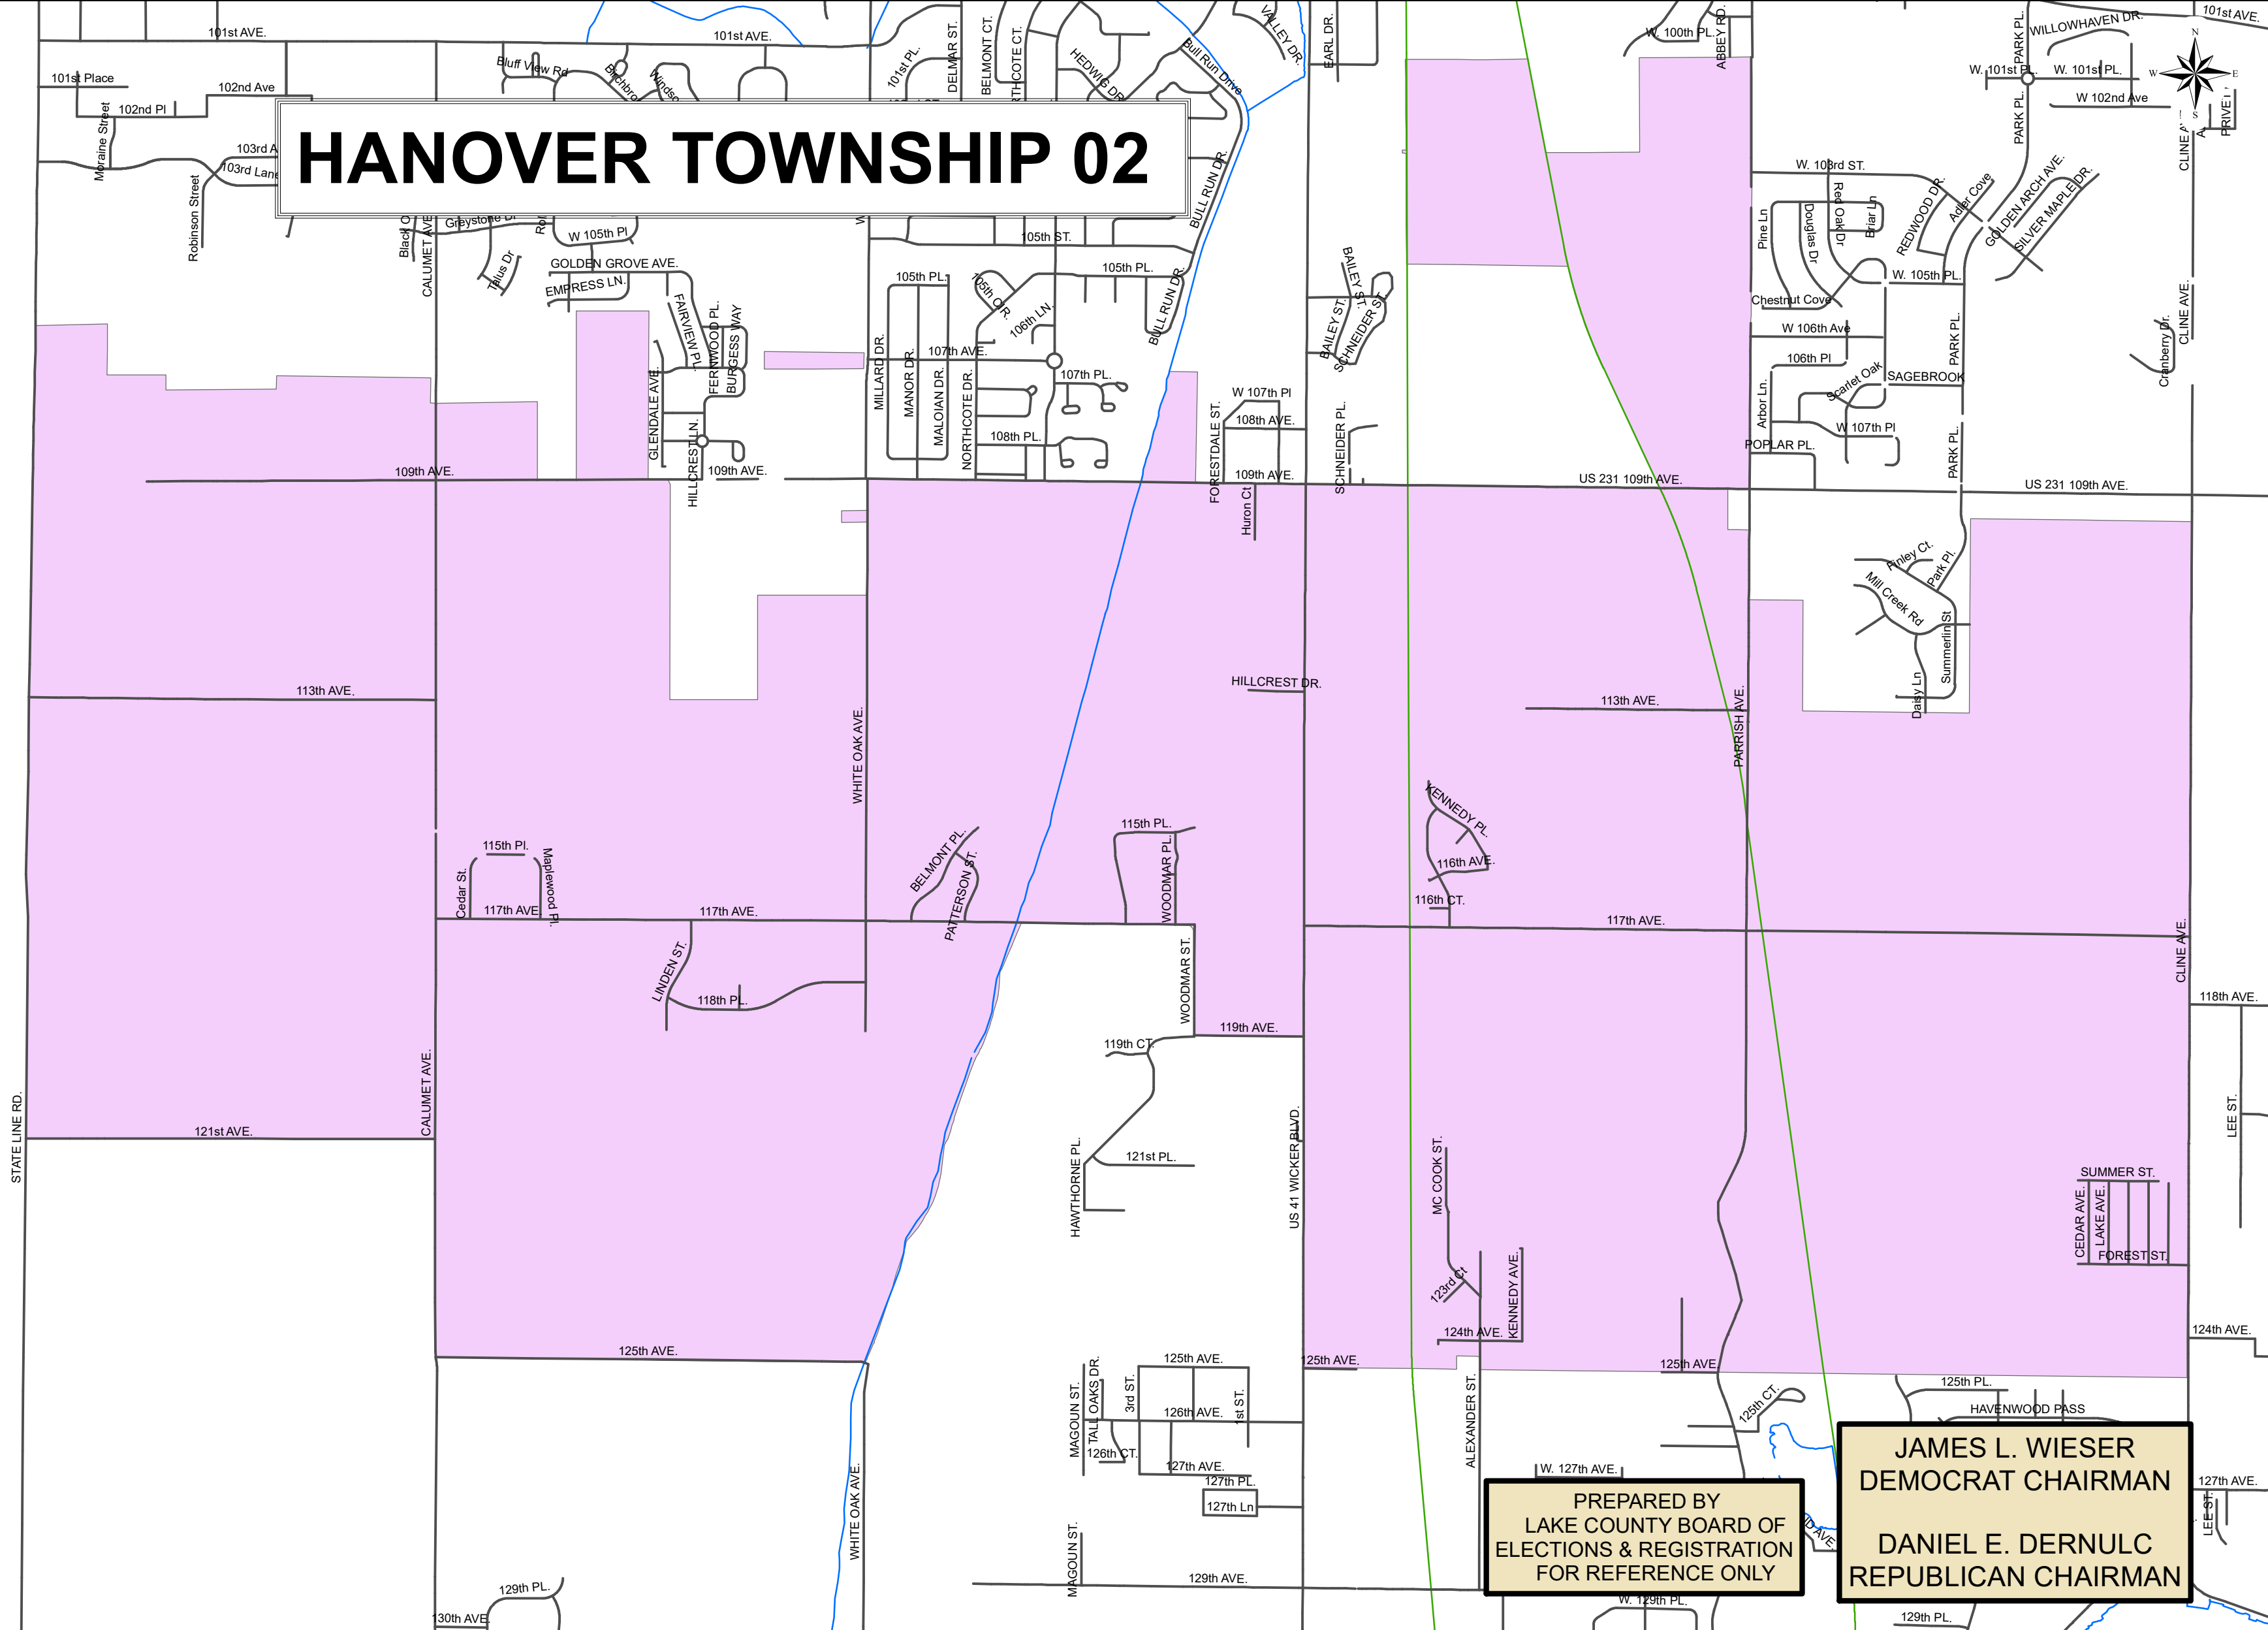 101st AVE.
101st AVE.
101st PL.
DELMAR ST.
BELMONT CT.
HEDWIG DR.
Bull Run Drive
VALLEY DR.
EARL DR.
W. 100th PL.
ABBEY RD.
PARK PL.
WILLOWHAVEN DR.
101st AVE.
101st Place
102nd Ave
102nd Pl
Bluff View Rd
W. 101st PL.
W. 101st PL.
W 102nd Ave
N
W
E
S
Moraine Street
Robinson Street
HANOVER TOWNSHIP 02
BULL RUN DR.
PARK PL.
W. 103rd ST.
Pine Ln
Douglas Dr
Red Oak Dr
Briar Ln
REDWOOD DR.
Adler Cove
GOLDEN ARCH AVE.
SILVER MAPLE DR.
CALUMET AVE.
W 105th Pl
105th ST.
Talus Dr
GOLDEN GROVE AVE.
EMPRESS LN.
105th PL.
105th CIR.
105th PL.
BULL RUN DR.
BAILEY ST.
BAILEY ST.
SCHNEIDER ST.
W. 105th PL.
Chestnut Cove
FAIRVIEW PL.
FERNWOOD PL.
BURGESS WAY
106th LN.
W 106th Ave
PARK PL.
CLINE AVE.
Cranberry Dr.
MILLARD DR.
MANOR DR.
MALOIAN DR.
NORTHCOTE DR.
107th AVE.
107th PL.
106th Pl
Arbor Ln.
Scarlet Oak
SAGEBROOK
GLENDALE AVE.
HILLCREST LN.
108th PL.
FORESTDALE ST.
W 107th Pl
108th AVE.
SCHNEIDER PL.
W 107th Pl
POPLAR PL.
PARK PL.
109th AVE.
109th AVE.
109th AVE.
US 231 109th AVE.
US 231 109th AVE.
Huron Ct
Finley Ct.
Park Pl.
Mill Creek Rd
Summerlin St
Daisy Ln
113th AVE.
HILLCREST DR.
113th AVE.
WHITE OAK AVE.
PARRISH AVE.
115th Pl.
Cedar St.
Maplewood Pl.
117th AVE.
117th AVE.
BELMONT PL.
PATTERSON ST.
115th PL.
WOODMAR PL.
KENNEDY PL.
116th AVE.
116th CT.
117th AVE.
CLINE AVE.
LINDEN ST.
118th PL.
WOODMAR ST.
119th AVE.
119th CT.
118th AVE.
STATE LINE RD.
CALUMET AVE.
121st AVE.
HAWTHORNE PL.
121st PL.
US 41 WICKER BLVD.
MC COOK ST.
LEE ST.
SUMMER ST.
CEDAR AVE.
LAKE AVE.
FOREST ST.
123rd Ct
KENNEDY AVE.
124th AVE.
124th AVE.
125th AVE.
125th AVE.
125th AVE.
125th AVE.
MAGOUN ST.
TALL OAKS DR.
3rd ST.
1st ST.
126th AVE.
126th CT.
127th AVE.
127th PL.
127th Ln
ALEXANDER ST.
125th CT.
125th PL.
HAVENWOOD PASS
W. 127th AVE.
127th AVE.
LEE ST.
WHITE OAK AVE.
MAGOUN ST.
129th AVE.
129th PL.
130th AVE.
W. 129th PL.
129th PL.
PREPARED BY
LAKE COUNTY BOARD OF
ELECTIONS & REGISTRATION
FOR REFERENCE ONLY
JAMES L. WIESER
DEMOCRAT CHAIRMAN
DANIEL E. DERNULC
REPUBLICAN CHAIRMAN